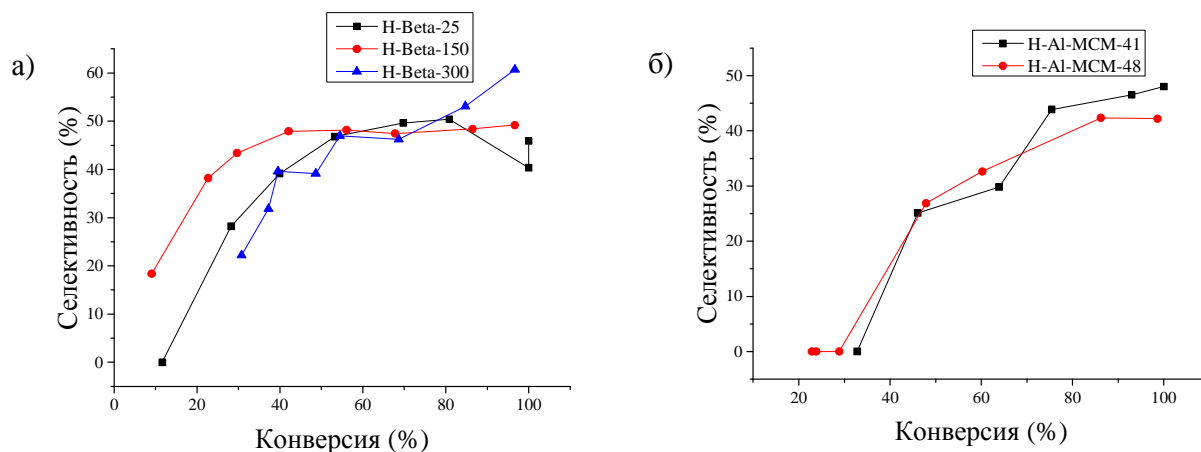 а)
H-Beta-25
H-Beta-150
H-Beta-300
Селективность (%)
60
50
40
30
20
10
0
0 20 40 60 80 100
Конверсия (%)
б)
H-Al-MCM-41
H-Al-MCM-48
Селективность (%)
50
40
30
20
10
0
20 40 60 80 100
Конверсия (%)